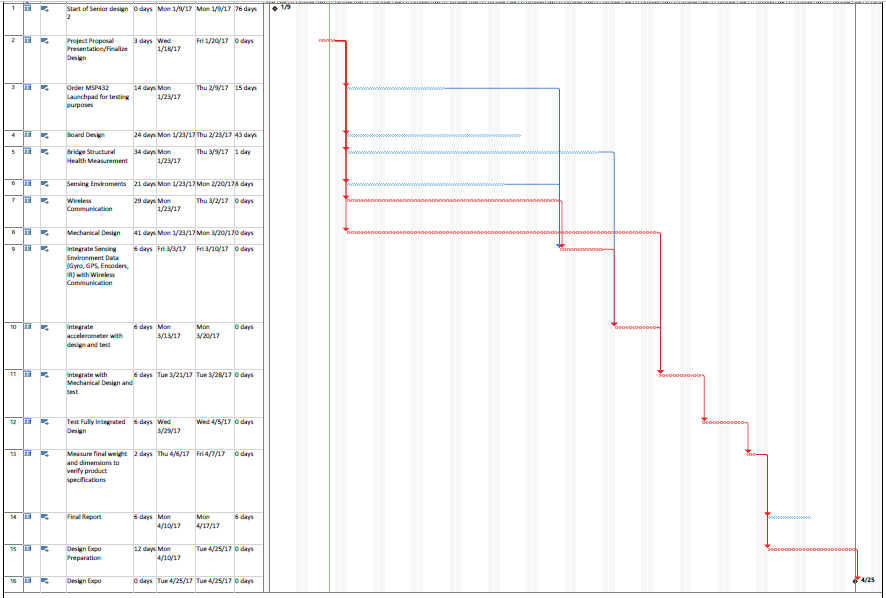 1 Start of Senior design 0 days Mon 1/9/17 Mon 1/9/17 76 days 1/9
2
2 Project Proposal 3 days Wed Fri 1/20/17 0 days
Presentation/Finalize 1/18/17
Design
3 Order MSP432 14 days Mon Thu 2/9/17 15 days
Launchpad for testing 1/23/17
purposes
4 Board Design 24 days Mon 1/23/17 Thu 2/23/17 43 days
5 Bridge Structural 34 days Mon Thu 3/9/17 1 day
Health Measurement 1/23/17
6 Sensing Enviroments 21 days Mon 1/23/17 Mon 2/20/17 8 days
7 Wireless 29 days Mon Thu 3/2/17 0 days
Communication 1/23/17
8 Mechanical Design 41 days Mon 1/23/17 Mon 3/20/17 0 days
9 Integrate Sensing 6 days Fri 3/3/17 Fri 3/10/17 0 days
Environment Data
(Gyro, GPS, Encoders,
IR) with Wireless
Communication
10 Integrate 6 days Mon Mon 0 days
accelerometer with 3/13/17 3/20/17
design and test
11 Integrate with 6 days Tue 3/21/17 Tue 3/28/17 0 days
Mechanical Design and
test
12 Test Fully Integrated 6 days Wed Wed 4/5/17 0 days
Design 3/29/17
13 Measure final weight 2 days Thu 4/6/17 Fri 4/7/17 0 days
and dimensions to
verify product
specifications
14 Final Report 6 days Mon Mon 6 days
4/10/17 4/17/17
15 Design Expo 12 days Mon Tue 4/25/17 0 days
Preparation 4/10/17
16 Design Expo 0 days Tue 4/25/17 Tue 4/25/17 0 days 4/25